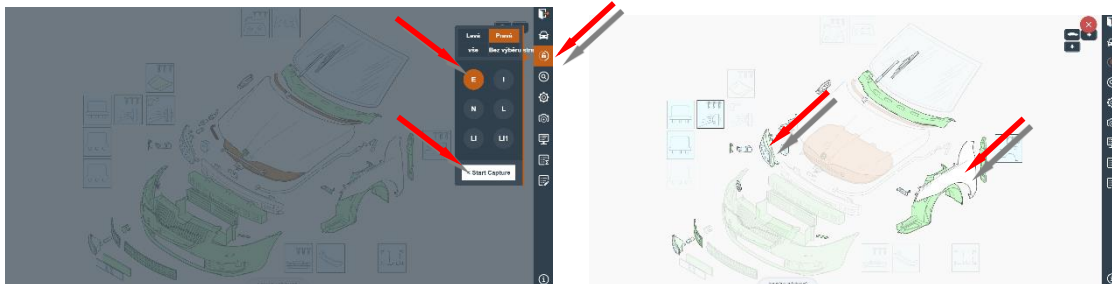 Levá Pravá
vše Bez výběru stra
E I
N L
LI LI1
Start Capture